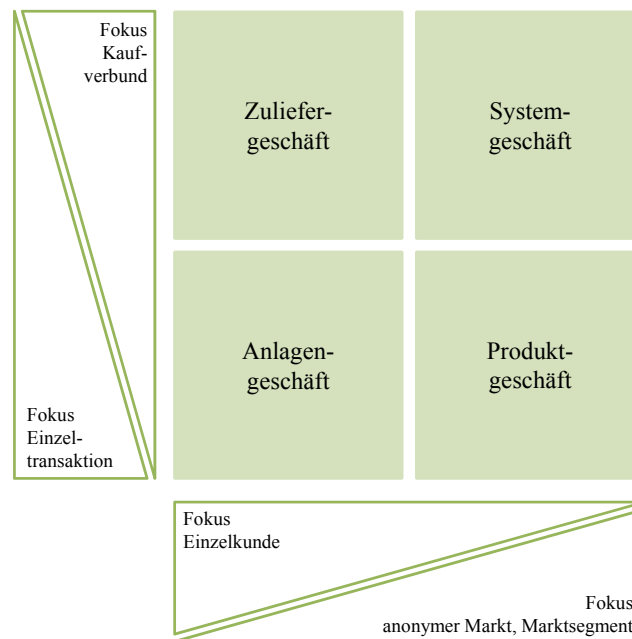 Fokus
Kauf-
verbund
Zuliefer-
geschäft
System-
geschäft
Anlagen-
geschäft
Produkt-
geschäft
Fokus
Einzel-
transaktion
Fokus
Einzelkunde
Fokus
anonymer Markt, Marktsegment